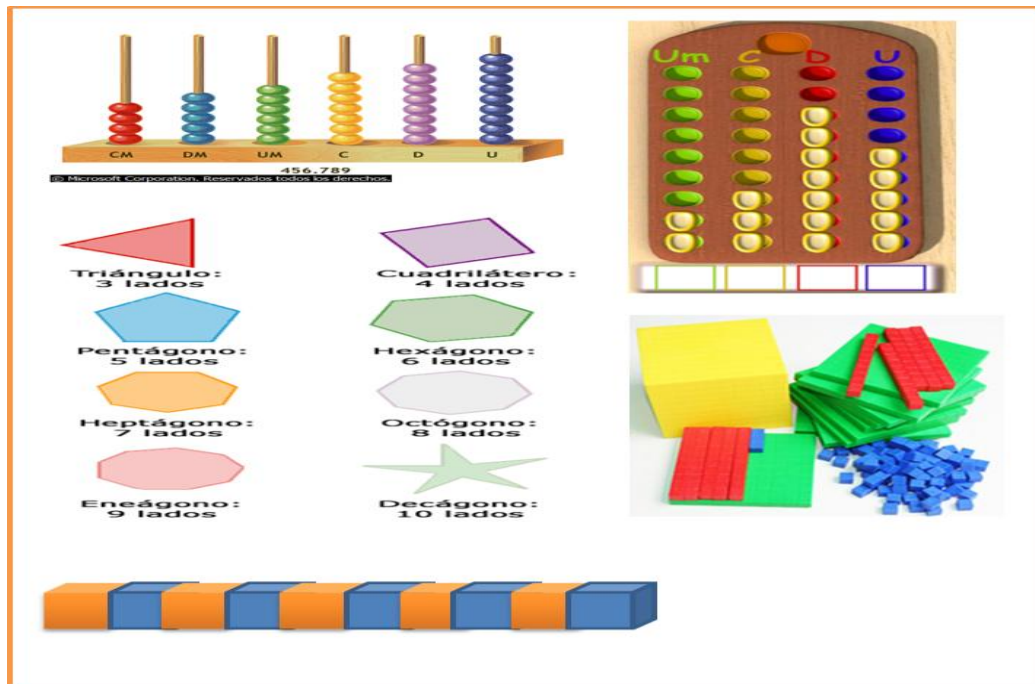 CM DM UM C D U
456.789
© Microsoft Corporation. Reservados todos los derechos.
Um C D U
Triángulo:
3 lados
Cuadrilátero:
4 lados
Pentágono:
5 lados
Hexágono:
6 lados
Heptágono:
7 lados
Octógono:
8 lados
Eneágono:
9 lados
Decágono:
10 lados